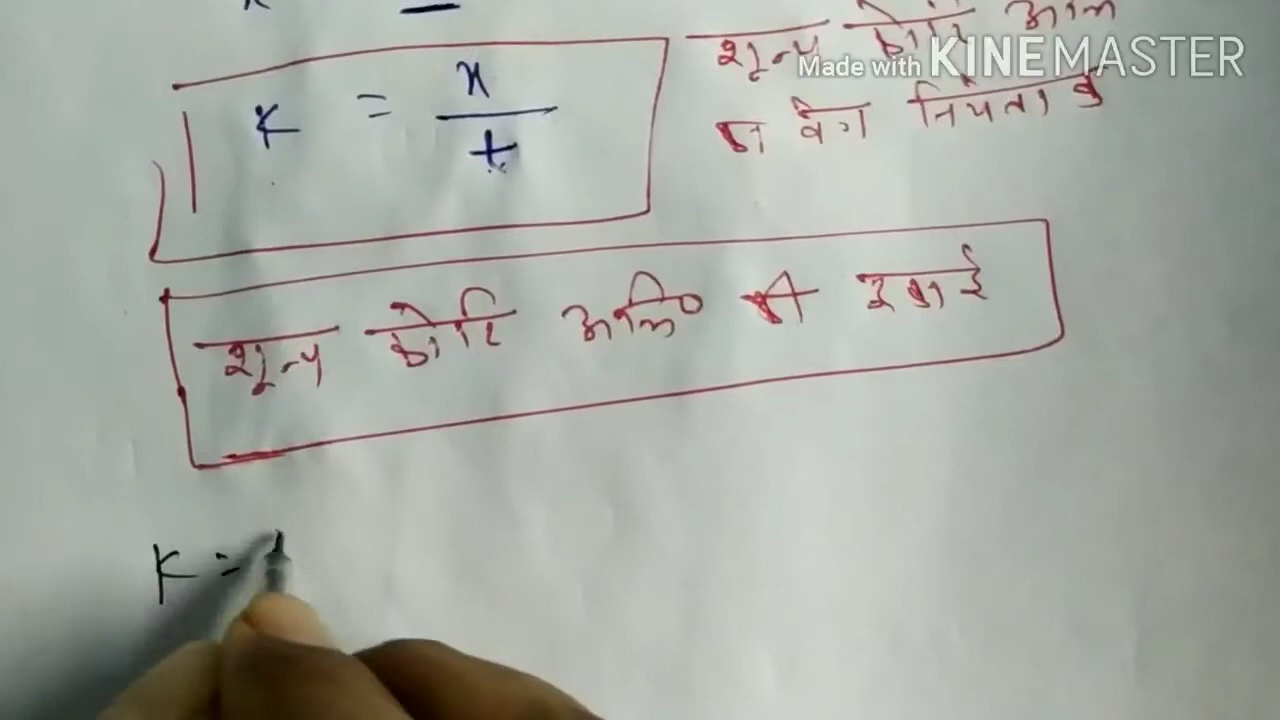 शून्य कोटि अभि
Made with KINEMASTER
का वेग नियतांक
K = x/t
शून्य कोटि अभि० की इकाई
K =